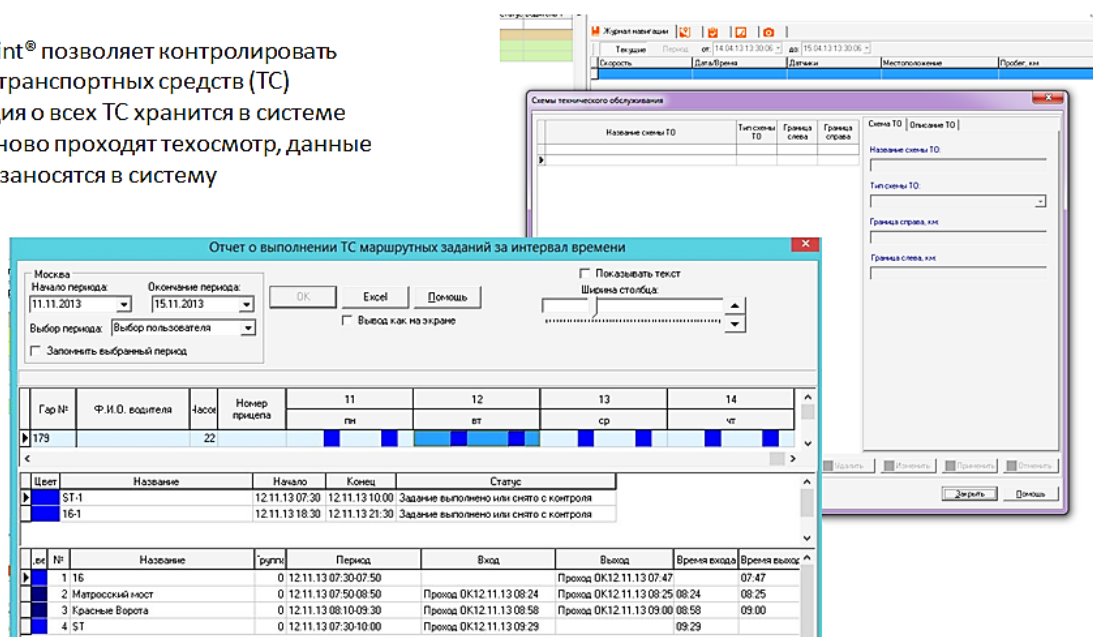 int® позволяет контролировать
транспортных средств (ТС)
ция о всех ТС хранится в системе
ново проходят техосмотр, данные
заносятся в систему
Журнал навигации
Текущие Период от: 14.04.13 13:30:06 до: 15.04.13 13:30:06
Скорость Дата/Время Датчики Местоположение Пробег, км
Схемы технического обслуживания
Название схемы ТО Тип схемы ТО Граница слева Граница справа
Схема ТО Описание ТО
Название схемы ТО:
Тип схемы ТО:
Граница справа, км:
Граница слева, км:
Удалить Изменить Применить Отменить
Закрыть Помощь
Отчет о выполнении ТС маршрутных заданий за интервал времени
Москва
Начало периода: Окончание периода:
11.11.2013 15.11.2013
OK Excel Помощь
Показывать текст
Ширина столбца:
Выбор периода: Выбор пользователя
Вывод как на экране
Запомнить выбранный период
Гар № Ф.И.О. водителя Часов Номер прицепа 11 12 13 14
пн вт ср чт
179 22
Цвет Название Начало Конец Статус
ST-1 12.11.13 07:30 12.11.13 10:00 Задание выполнено или снято с контроля
16-1 12.11.13 18:30 12.11.13 21:30 Задание выполнено или снято с контроля
№ Название Группа Период Вход Выход Время входа Время выход
1 16 0 12.11.13 07:30-07:50 Проход ОК12.11.13 07:47 07:47
2 Матросский мост 0 12.11.13 07:50-08:50 Проход ОК12.11.13 08:24 Проход ОК12.11.13 08:25 08:24 08:25
3 Красные Ворота 0 12.11.13 08:10-09:30 Проход ОК12.11.13 08:58 Проход ОК12.11.13 09:00 08:58 09:00
4 ST 0 12.11.13 07:30-10:00 Проход ОК12.11.13 09:29 09:29